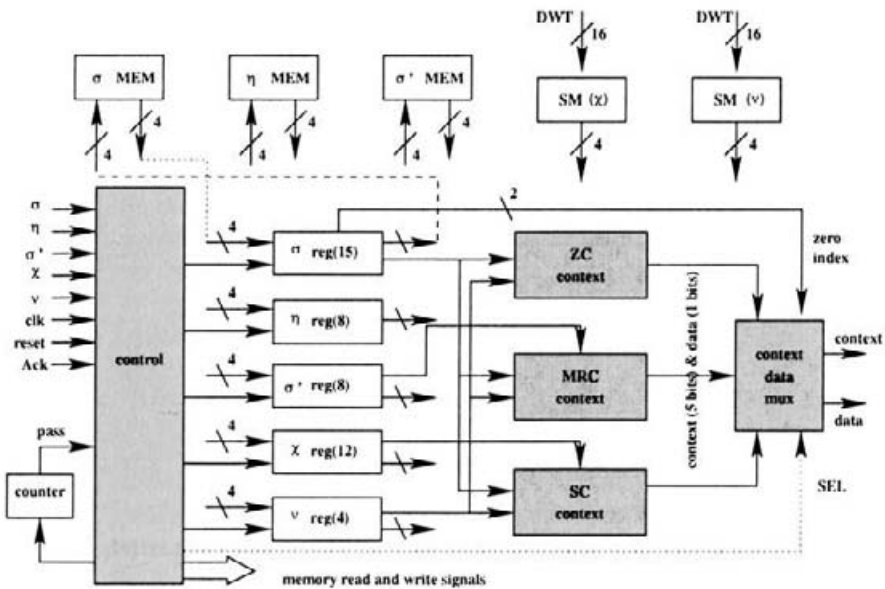 DWT DWT
16 16
σ MEM η MEM σ' MEM SM (χ) SM (ν)
4 4 4 4 4 4 4 4
2
σ
η
σ'
χ
ν
clk
reset
Ack
control
pass
counter
4
σ reg(15)
4
η reg(8)
4
σ' reg(8)
4
χ reg(12)
4
ν reg(4)
ZC
context
MRC
context
SC
context
context (5 bits) & data (1 bits)
zero
index
context
data
mux
context
data
SEL
memory read and write signals